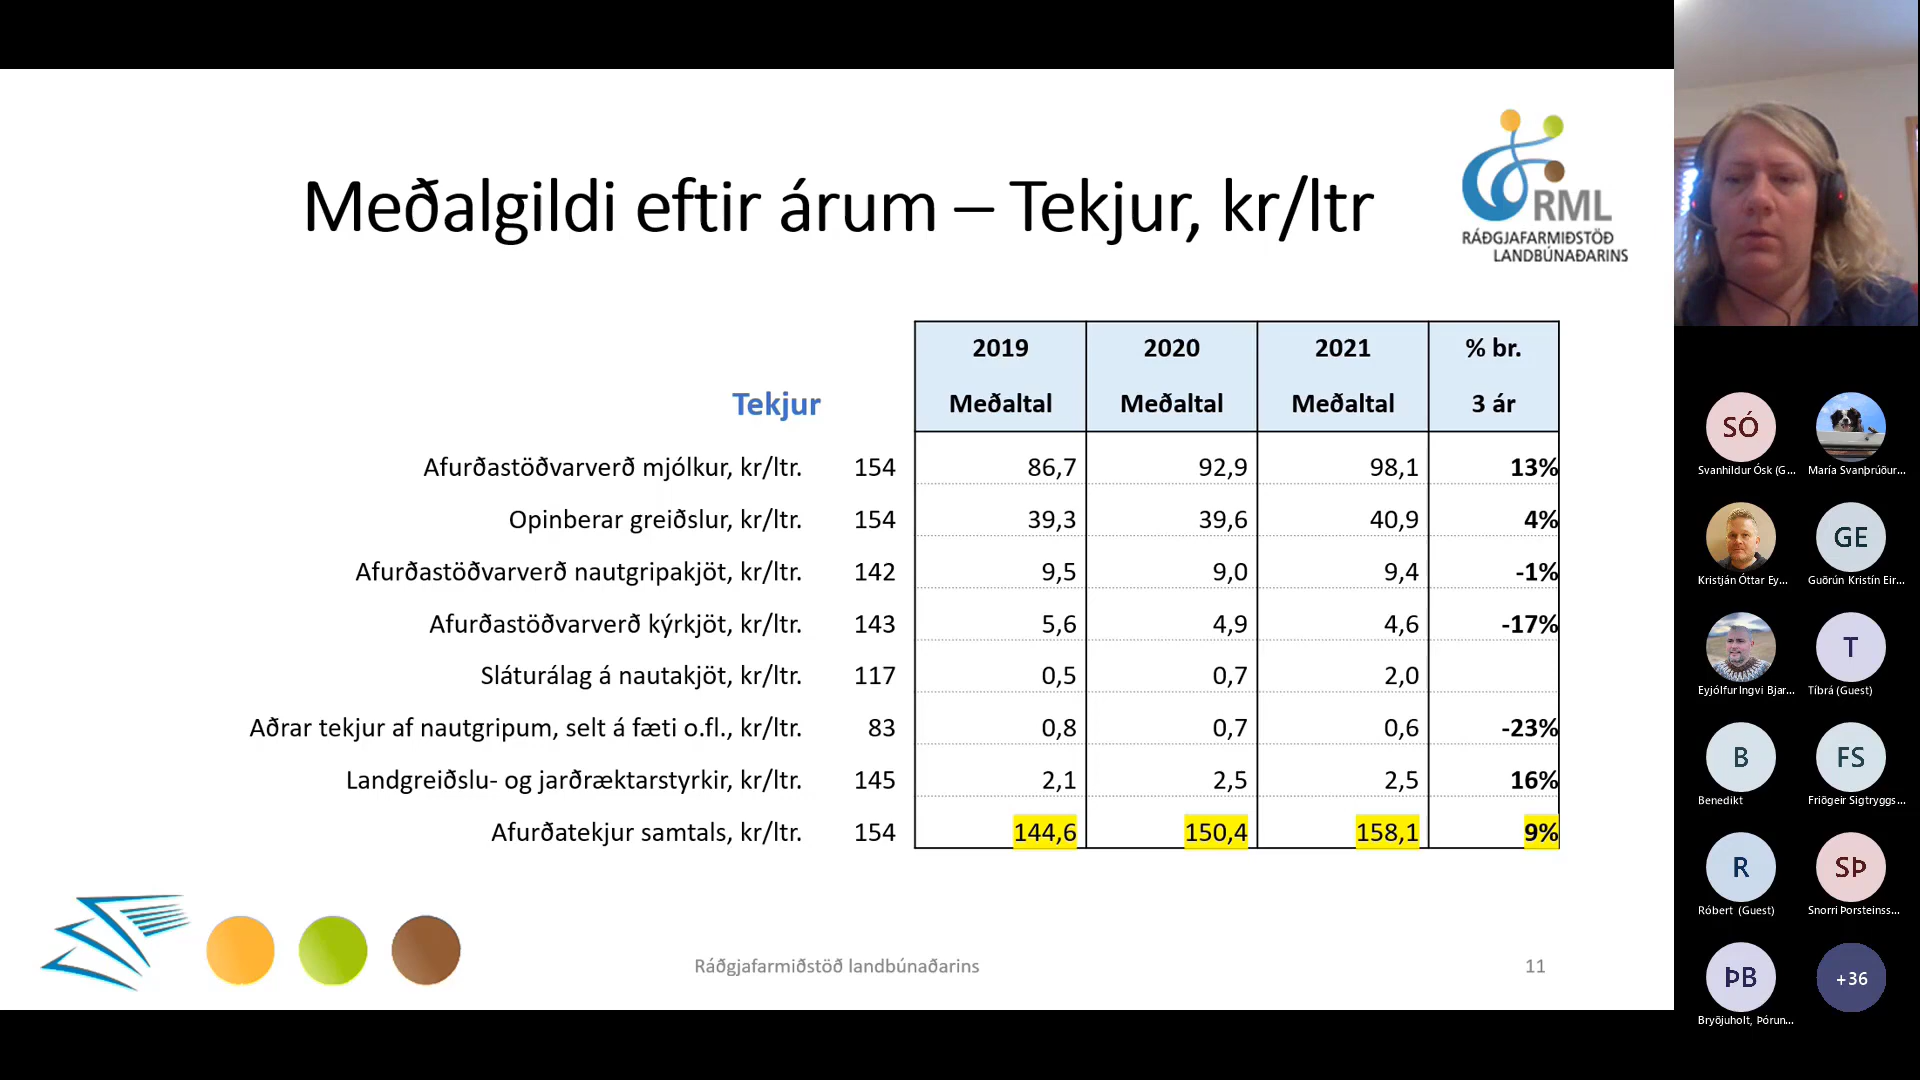 Meðalgildi eftir árum – Tekjur, kr/ltr
RML
RÁÐGJAFARMIÐSTÖÐ
LANDBÚNAÐARINS
2019 2020 2021 % br.
Tekjur Meðaltal Meðaltal Meðaltal 3 ár
Afurðastöðvarverð mjólkur, kr/ltr. 154 86,7 92,9 98,1 13%
Opinberar greiðslur, kr/ltr. 154 39,3 39,6 40,9 4%
Afurðastöðvarverð nautgripakjöt, kr/ltr. 142 9,5 9,0 9,4 -1%
Afurðastöðvarverð kýrkjöt, kr/ltr. 143 5,6 4,9 4,6 -17%
Sláturálag á nautakjöt, kr/ltr. 117 0,5 0,7 2,0
Aðrar tekjur af nautgripum, selt á fæti o.fl., kr/ltr. 83 0,8 0,7 0,6 -23%
Landgreiðslu- og jarðræktarstyrkir, kr/ltr. 145 2,1 2,5 2,5 16%
Afurðatekjur samtals, kr/ltr. 154 144,6 150,4 158,1 9%
Ráðgjafarmiðstöð landbúnaðarins 11
SÓ
Svanhildur Ósk (G... María Svanþrúður...
GE
Kristján Óttar Ey... Guðrún Kristín Eir...
T
Eyjólfur Ingvi Bjar... Tíbrá (Guest)
B FS
Benedikt Friðgeir Sigtryggs...
R SÞ
Róbert (Guest) Snorri Þorsteinss...
ÞB +36
Bryðjuholt, Þórun...